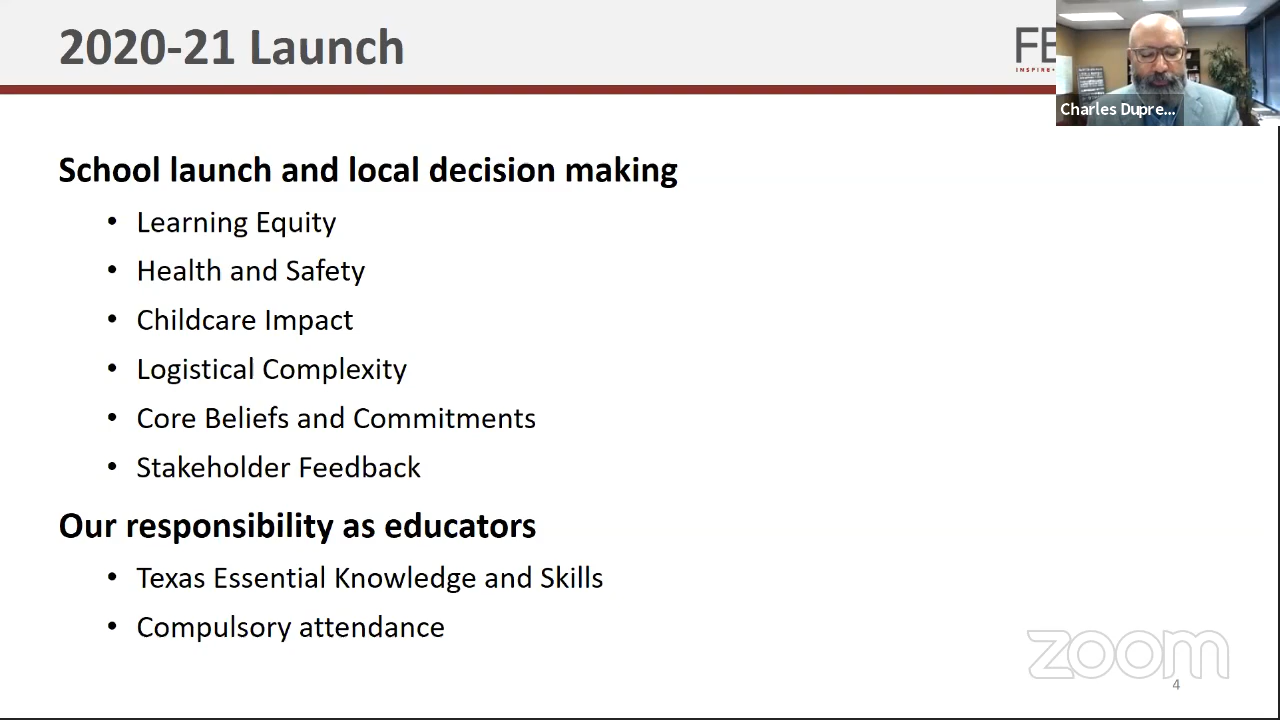 2020-21 Launch
FE
INSPIRE•
Charles Dupre...
School launch and local decision making
• Learning Equity
• Health and Safety
• Childcare Impact
• Logistical Complexity
• Core Beliefs and Commitments
• Stakeholder Feedback
Our responsibility as educators
• Texas Essential Knowledge and Skills
• Compulsory attendance
zoom
4